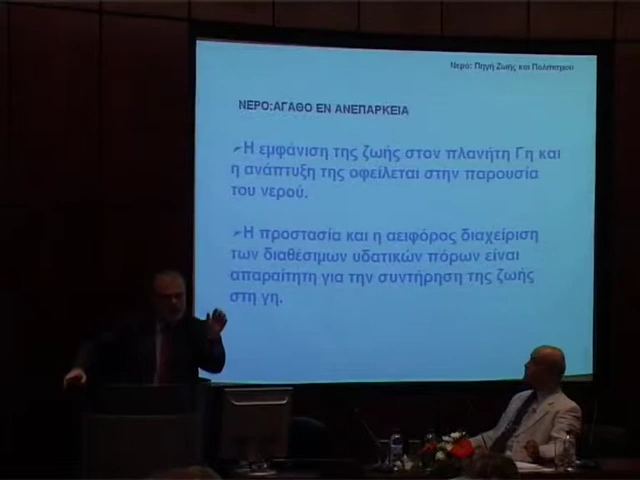 Νερό: Πηγή Ζωής και Πολιτισμού
ΝΕΡΟ:ΑΓΑΘΟ ΕΝ ΑΝΕΠΑΡΚΕΙΑ
Η εμφάνιση της ζωής στον πλανήτη Γη και
η ανάπτυξη της οφείλεται στην παρουσία
του νερού.
Η προστασία και η αειφόρος διαχείριση
των διαθέσιμων υδατικών πόρων είναι
απαραίτητη για την συντήρηση της ζωής
στη γη.